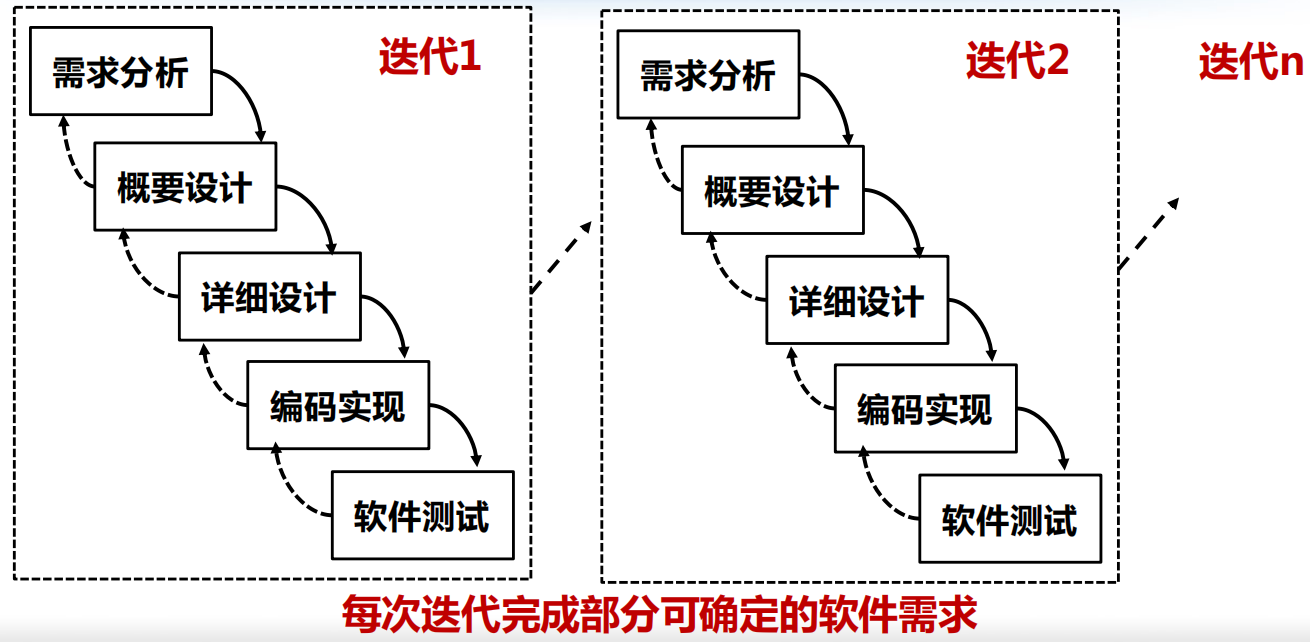 迭代1
需求分析
概要设计
详细设计
编码实现
软件测试
迭代2
需求分析
概要设计
详细设计
编码实现
软件测试
迭代n
每次迭代完成部分可确定的软件需求